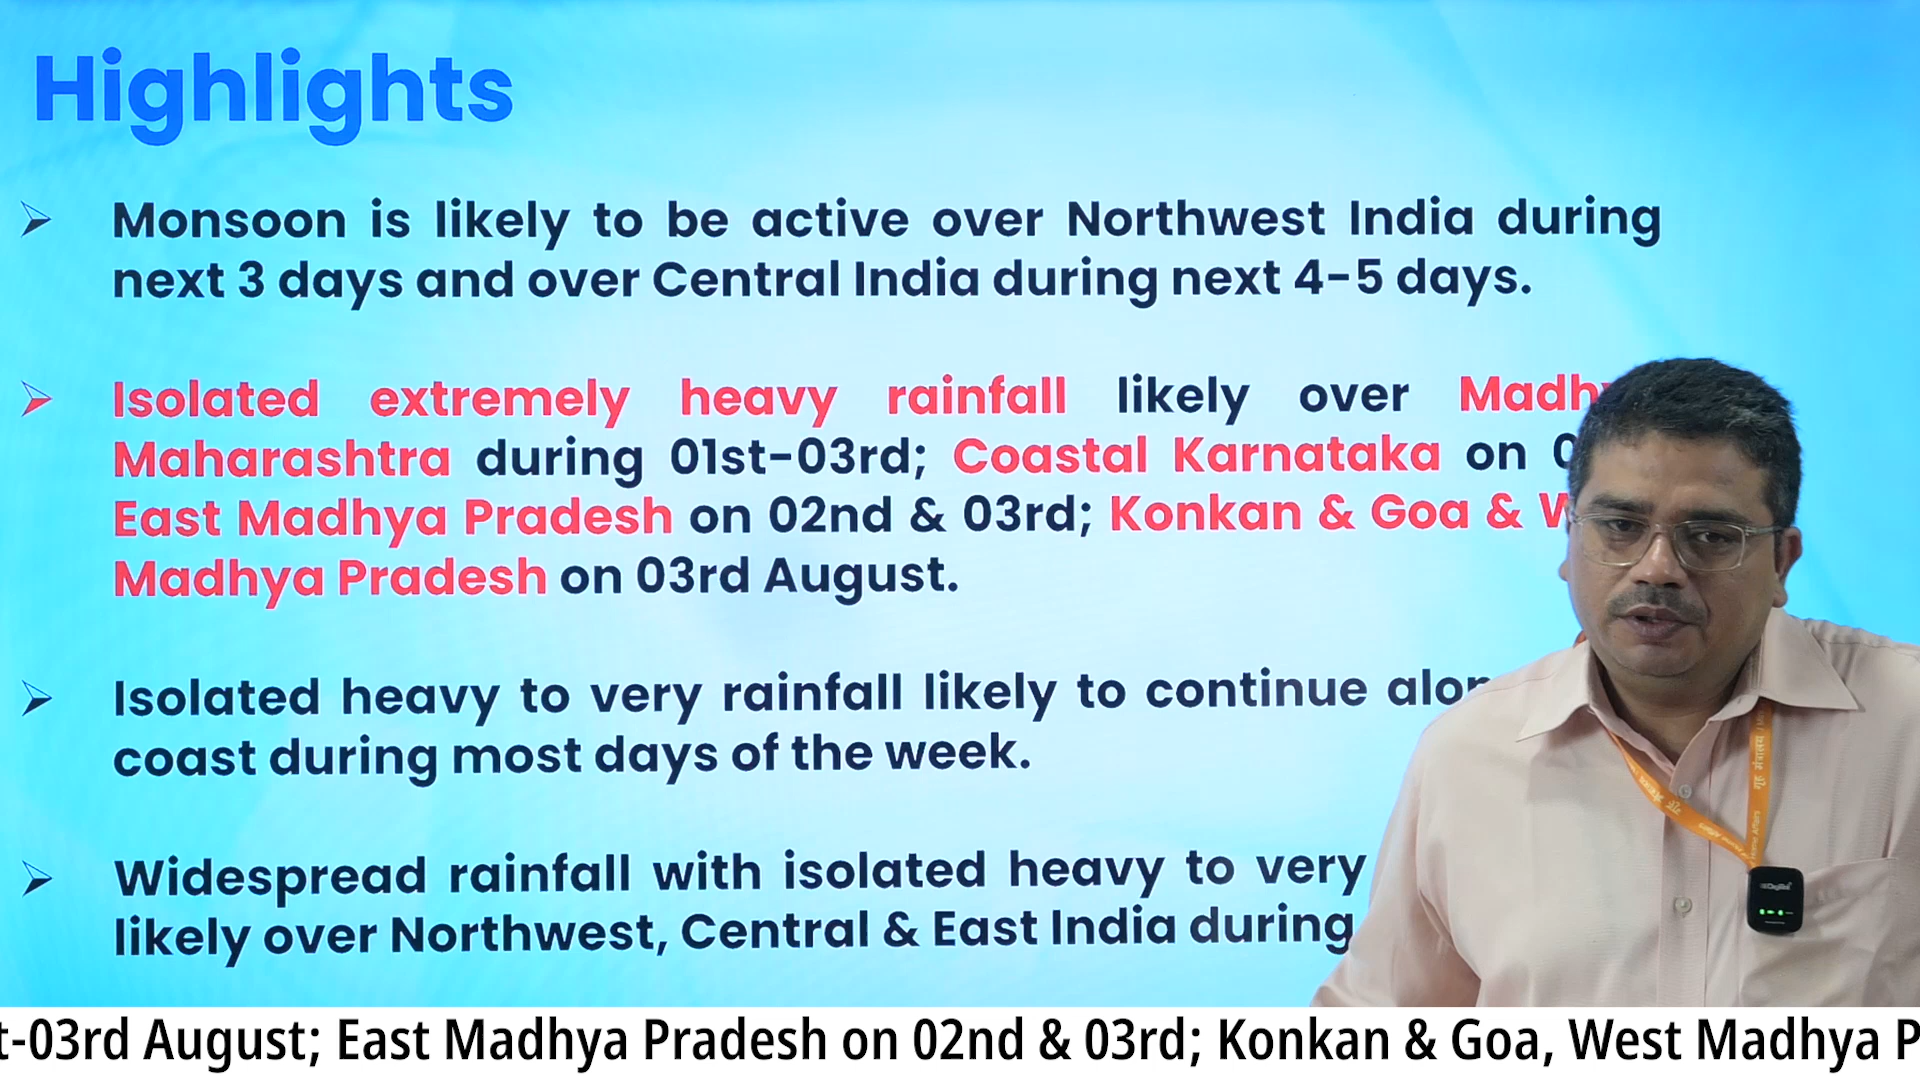 Highlights
Monsoon is likely to be active over Northwest India during
next 3 days and over Central India during next 4-5 days.
Isolated extremely heavy rainfall likely over
Maharashtra during 01st-03rd; Coastal Karnataka on
East Madhya Pradesh on 02nd & 03rd; Konkan & Goa &
Madhya Pradesh on 03rd August.
Isolated heavy to very rainfall likely to continue
coast during most days of the week.
Widespread rainfall with isolated heavy to very
likely over Northwest, Central & East India during
गृह मंत्रालय
t-03rd August; East Madhya Pradesh on 02nd & 03rd; Konkan & Goa, West Madhya P